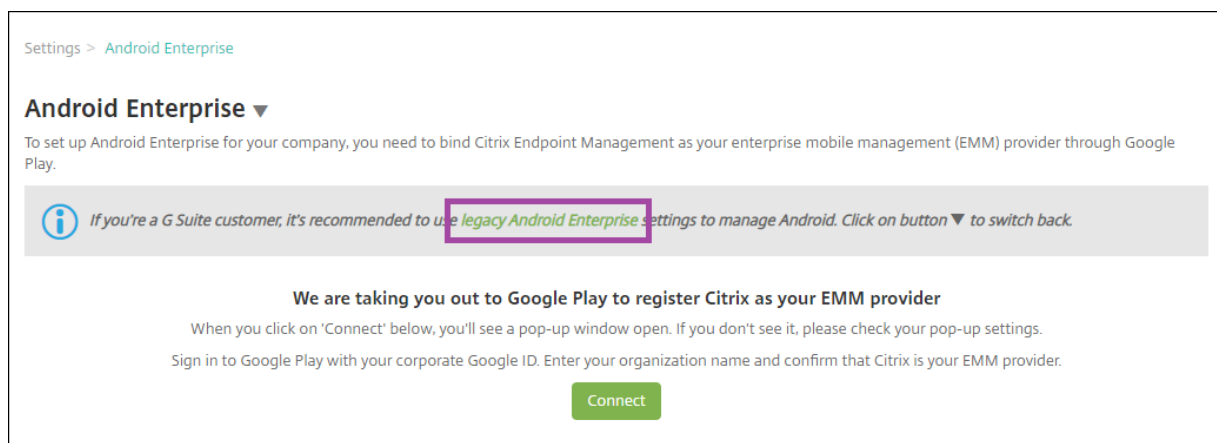 Settings > Android Enterprise
Android Enterprise ▼
To set up Android Enterprise for your company, you need to bind Citrix Endpoint Management as your enterprise mobile management (EMM) provider through Google
Play.
If you're a G Suite customer, it's recommended to use legacy Android Enterprise settings to manage Android. Click on button ▼ to switch back.
We are taking you out to Google Play to register Citrix as your EMM provider
When you click on 'Connect' below, you'll see a pop-up window open. If you don't see it, please check your pop-up settings.
Sign in to Google Play with your corporate Google ID. Enter your organization name and confirm that Citrix is your EMM provider.
Connect